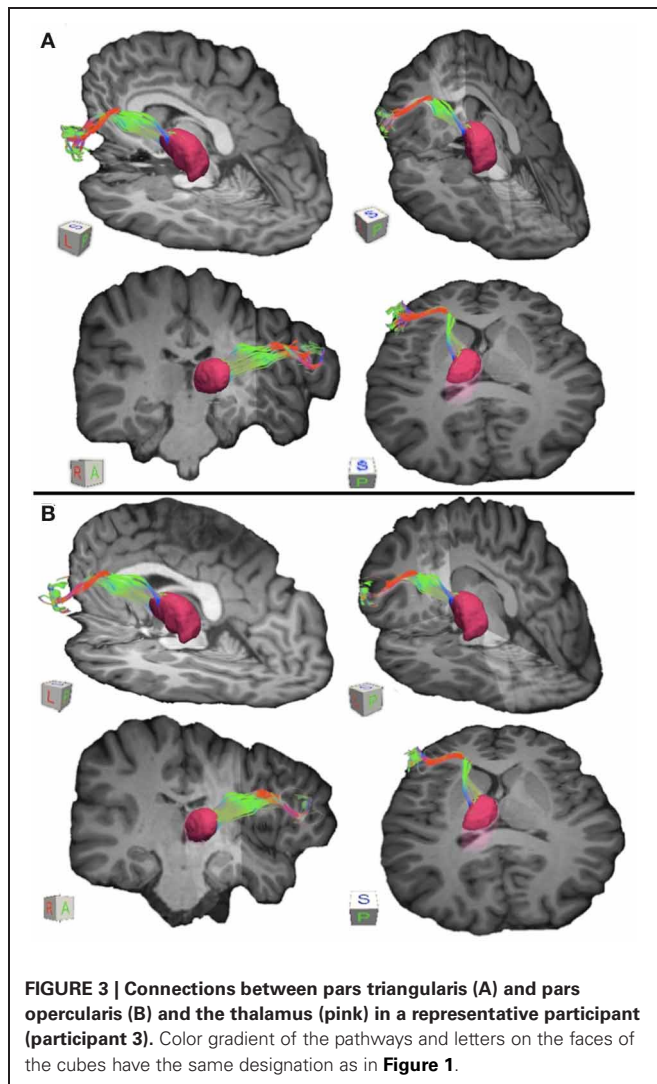 A
S
L
S
P
R A
S
P
B
L P
P
R A
S
P
FIGURE 3 | Connections between pars triangularis (A) and pars
opercularis (B) and the thalamus (pink) in a representative participant
(participant 3). Color gradient of the pathways and letters on the faces of
the cubes have the same designation as in Figure 1.